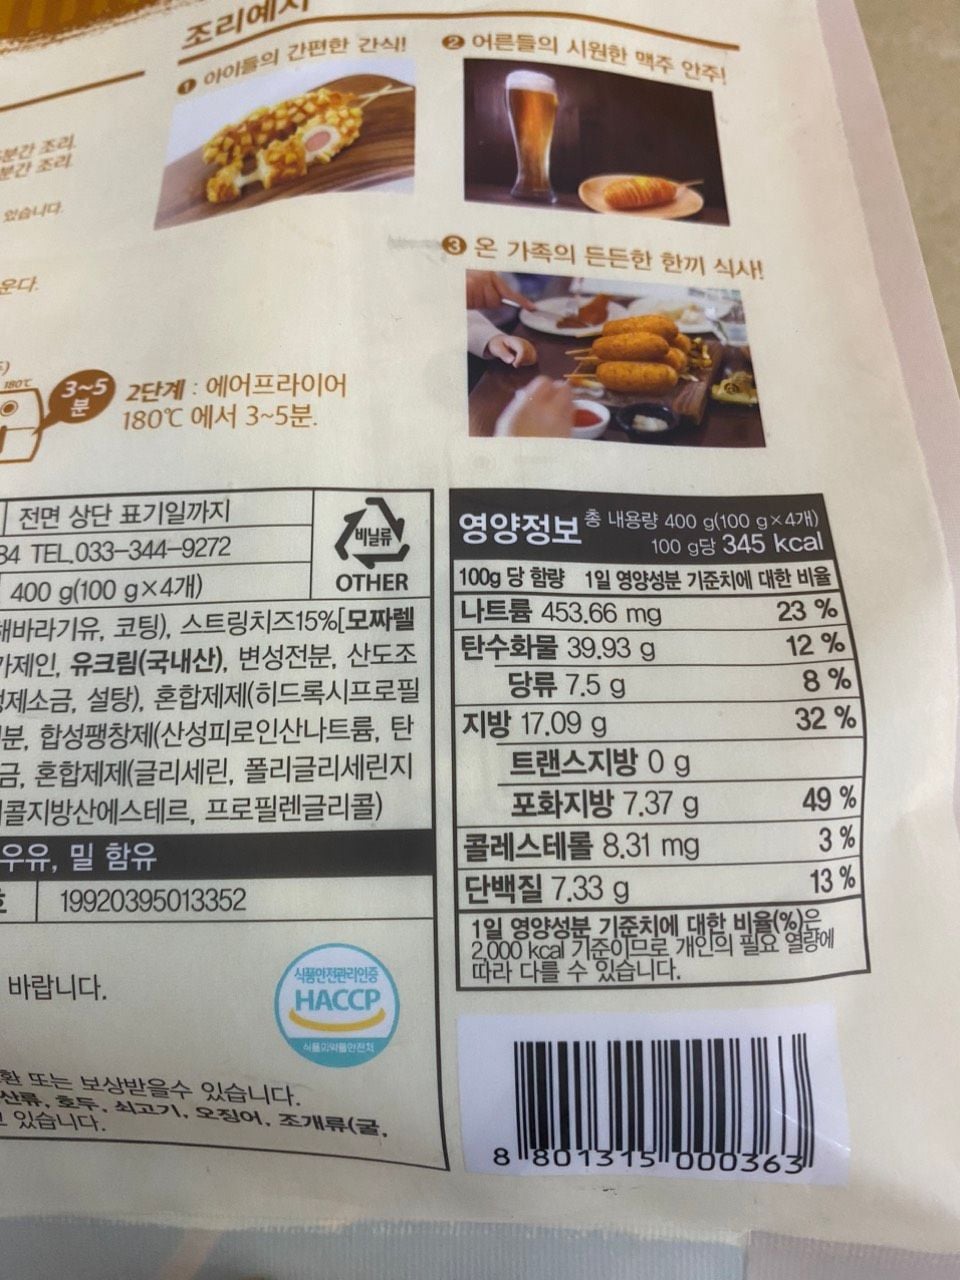 조리예시
❶ 아이들의 간편한 간식!
❷ 어른들의 시원한 맥주 안주!
분간 조리
분간 조리
있습니다.
❸ 온 가족의 든든한 한끼 식사!
운다.
180℃
3~5
분
2단계 : 에어프라이어
180℃ 에서 3~5분.
전면 상단 표기일까지
84 TEL.033-344-9272
400 g(100 g×4개)
비닐류
OTHER
해바라기유, 코팅), 스트링치즈15%[모짜렐
카제인, 유크림(국내산), 변성전분, 산도조
정제소금, 설탕), 혼합제제(히드록시프로필
분, 합성팽창제(산성피로인산나트륨, 탄
금, 혼합제제(글리세린, 폴리글리세린지
콜지방산에스테르, 프로필렌글리콜)
우유, 밀 함유
호 19920395013352
바랍니다.
식품안전관리인증
HACCP
식품의약품안전처
환 또는 보상받을수 있습니다.
산류, 호두, 쇠고기, 오징어, 조개류(굴,
고 있습니다.
영양정보 총 내용량 400 g(100 g×4개)
100 g당 345 kcal
100g 당 함량 1일 영양성분 기준치에 대한 비율
나트륨 453.66 mg 23 %
탄수화물 39.93 g 12 %
당류 7.5 g 8 %
지방 17.09 g 32 %
트랜스지방 0 g
포화지방 7.37 g 49 %
콜레스테롤 8.31 mg 3 %
단백질 7.33 g 13 %
1일 영양성분 기준치에 대한 비율(%)은
2,000 kcal 기준이므로 개인의 필요 열량에
따라 다를 수 있습니다.
8 801315 000363